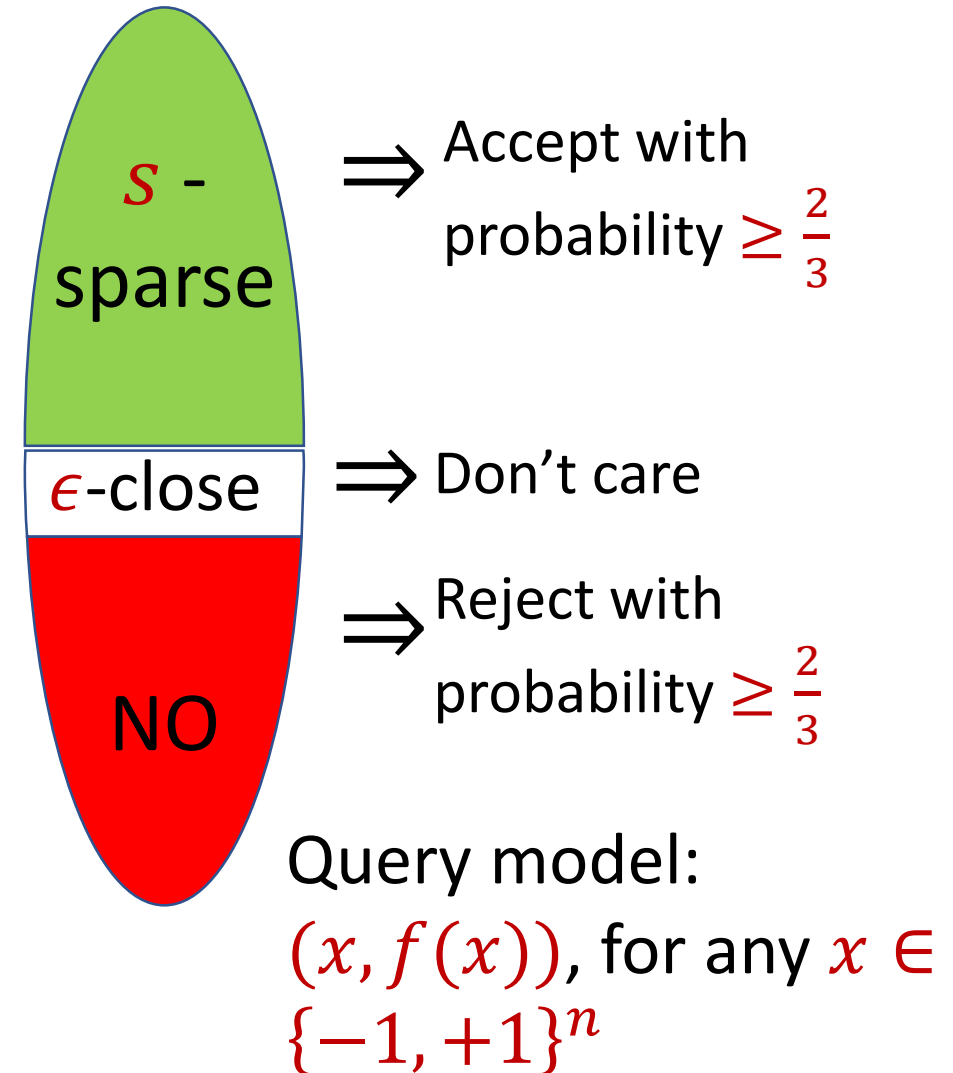 s -
sparse
⇒ Accept with
probability ≥ 2/3
ϵ-close
⇒ Don’t care
NO
⇒ Reject with
probability ≥ 2/3
Query model:
(x, f(x)), for any x ∈
{−1, +1}ⁿ